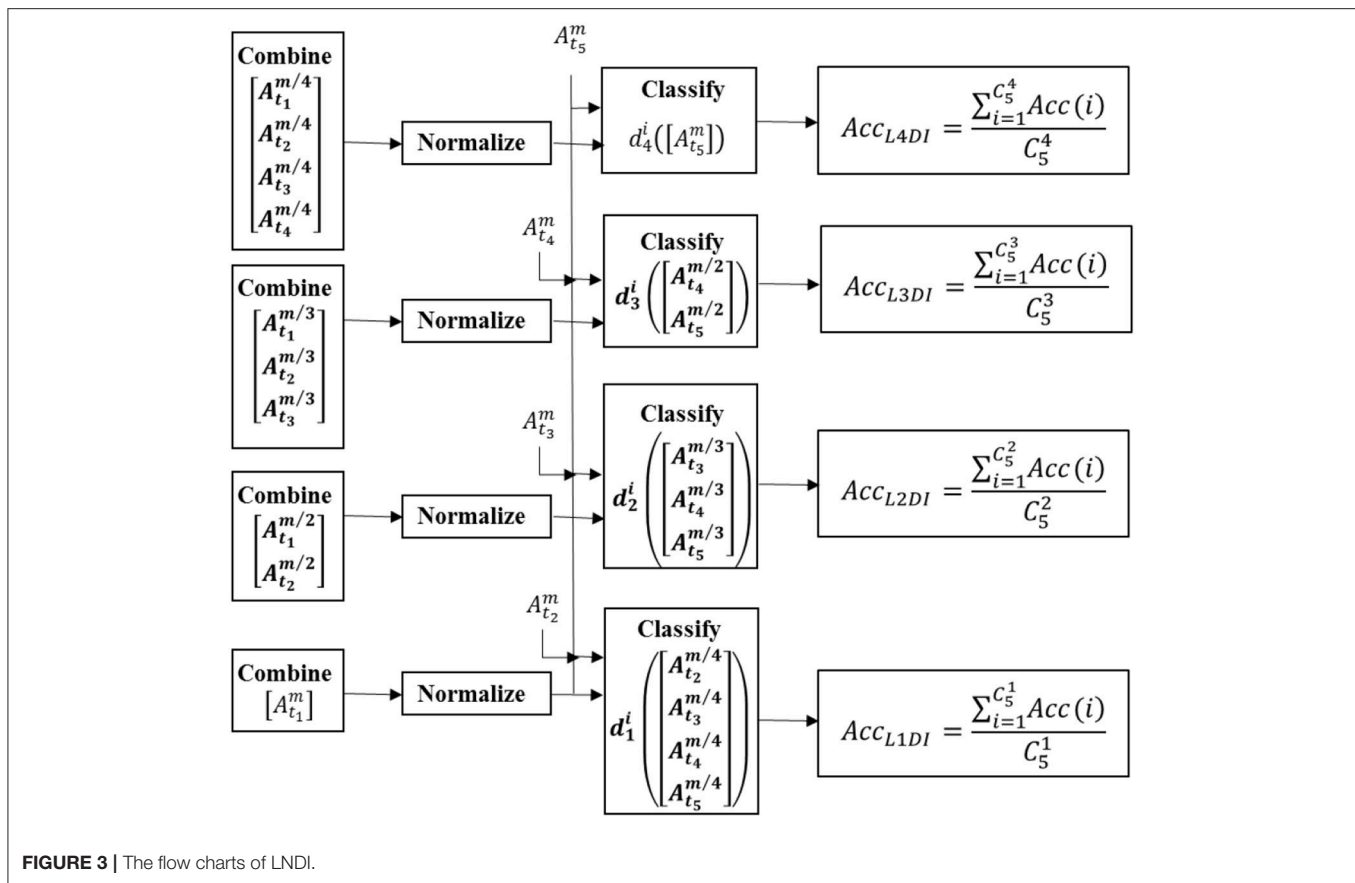 A_{t_5}^m
Combine
[A_{t_1}^{m/4}
A_{t_2}^{m/4}
A_{t_3}^{m/4}
A_{t_4}^{m/4}]
Normalize
Classify
d_4^i([A_{t_5}^m])
Acc_{L4DI} = \frac{\sum_{i=1}^{C_5^4} Acc(i)}{C_5^4}
Combine
[A_{t_1}^{m/3}
A_{t_2}^{m/3}
A_{t_3}^{m/3}]
Normalize
A_{t_4}^m
Classify
d_3^i([A_{t_4}^{m/2}
A_{t_5}^{m/2}])
Acc_{L3DI} = \frac{\sum_{i=1}^{C_5^3} Acc(i)}{C_5^3}
Combine
[A_{t_1}^{m/2}
A_{t_2}^{m/2}]
Normalize
A_{t_3}^m
Classify
d_2^i([A_{t_3}^{m/3}
A_{t_4}^{m/3}
A_{t_5}^{m/3}])
Acc_{L2DI} = \frac{\sum_{i=1}^{C_5^2} Acc(i)}{C_5^2}
Combine
[A_{t_1}^m]
Normalize
A_{t_2}^m
Classify
d_1^i([A_{t_2}^{m/4}
A_{t_3}^{m/4}
A_{t_4}^{m/4}
A_{t_5}^{m/4}])
Acc_{L1DI} = \frac{\sum_{i=1}^{C_5^1} Acc(i)}{C_5^1}
FIGURE 3 | The flow charts of LNDI.